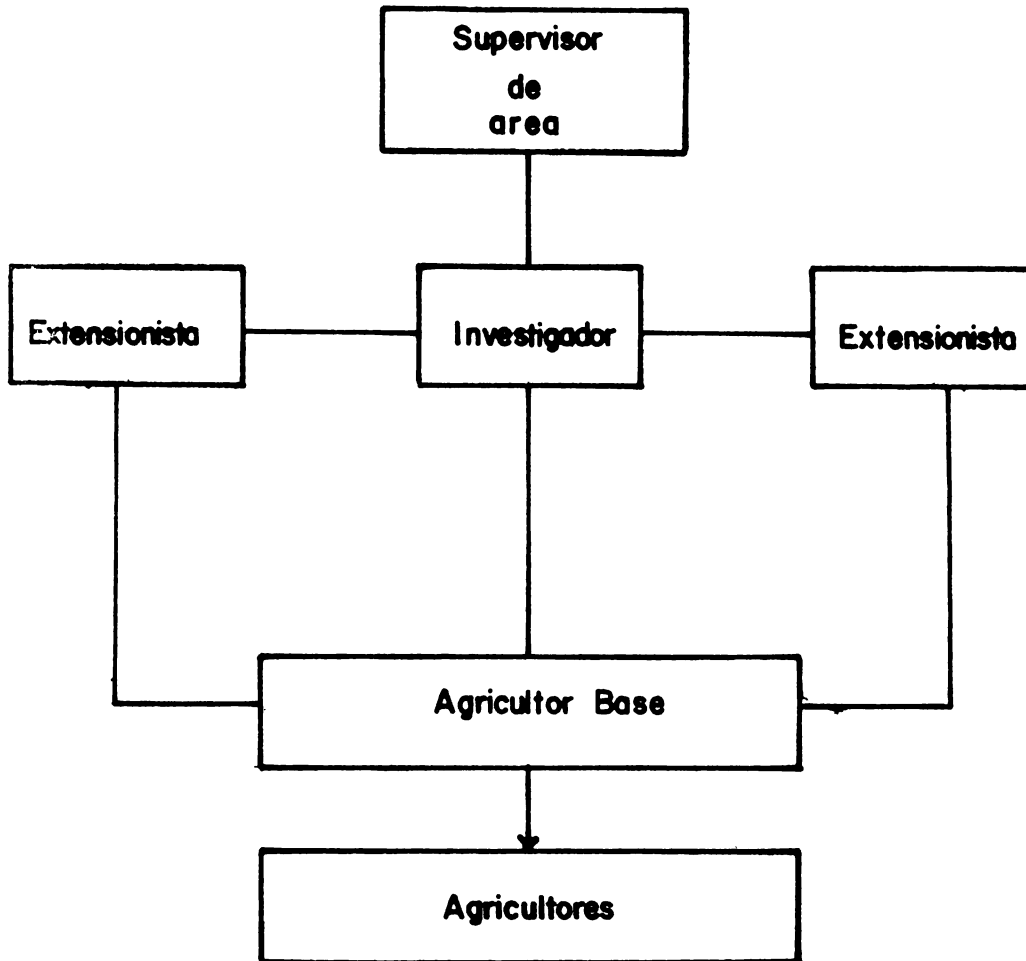 Supervisor
de
area
Extensionista
Investigador
Extensionista
Agricultor Base
Agricultores